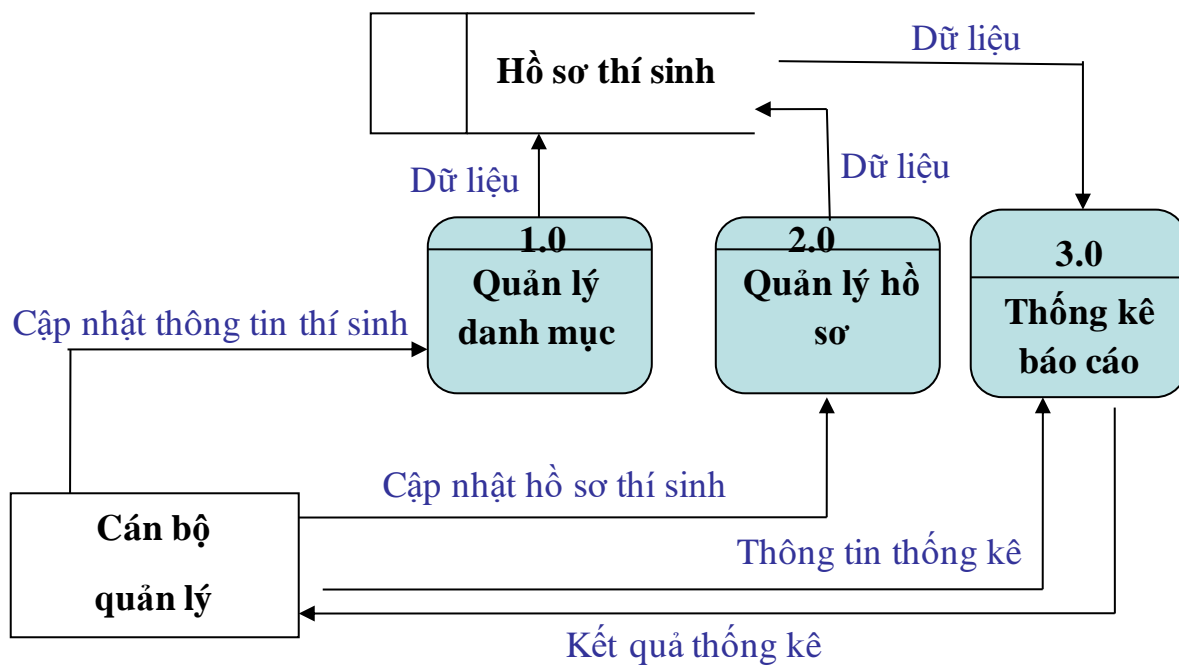 Dữ liệu
Hồ sơ thí sinh
Dữ liệu
Dữ liệu
1.0
Quản lý
danh mục
2.0
Quản lý hồ
sơ
3.0
Thống kê
báo cáo
Cập nhật thông tin thí sinh
Cập nhật hồ sơ thí sinh
Cán bộ
quản lý
Thông tin thống kê
Kết quả thống kê